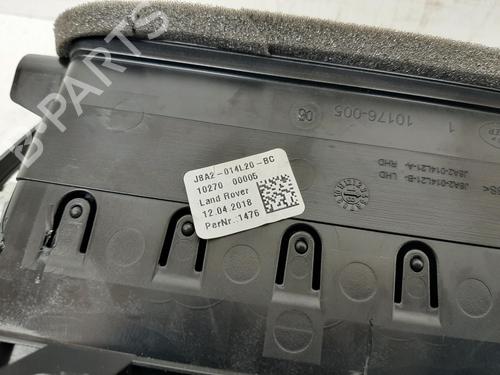 B-PARTS
J8A2-014L20-BC
10270 00005
Land Rover
12.04.2018
PerNr.:1476
10176-005
1
J8A2-014L21-A RHD
J8A2-014L21-B LHD